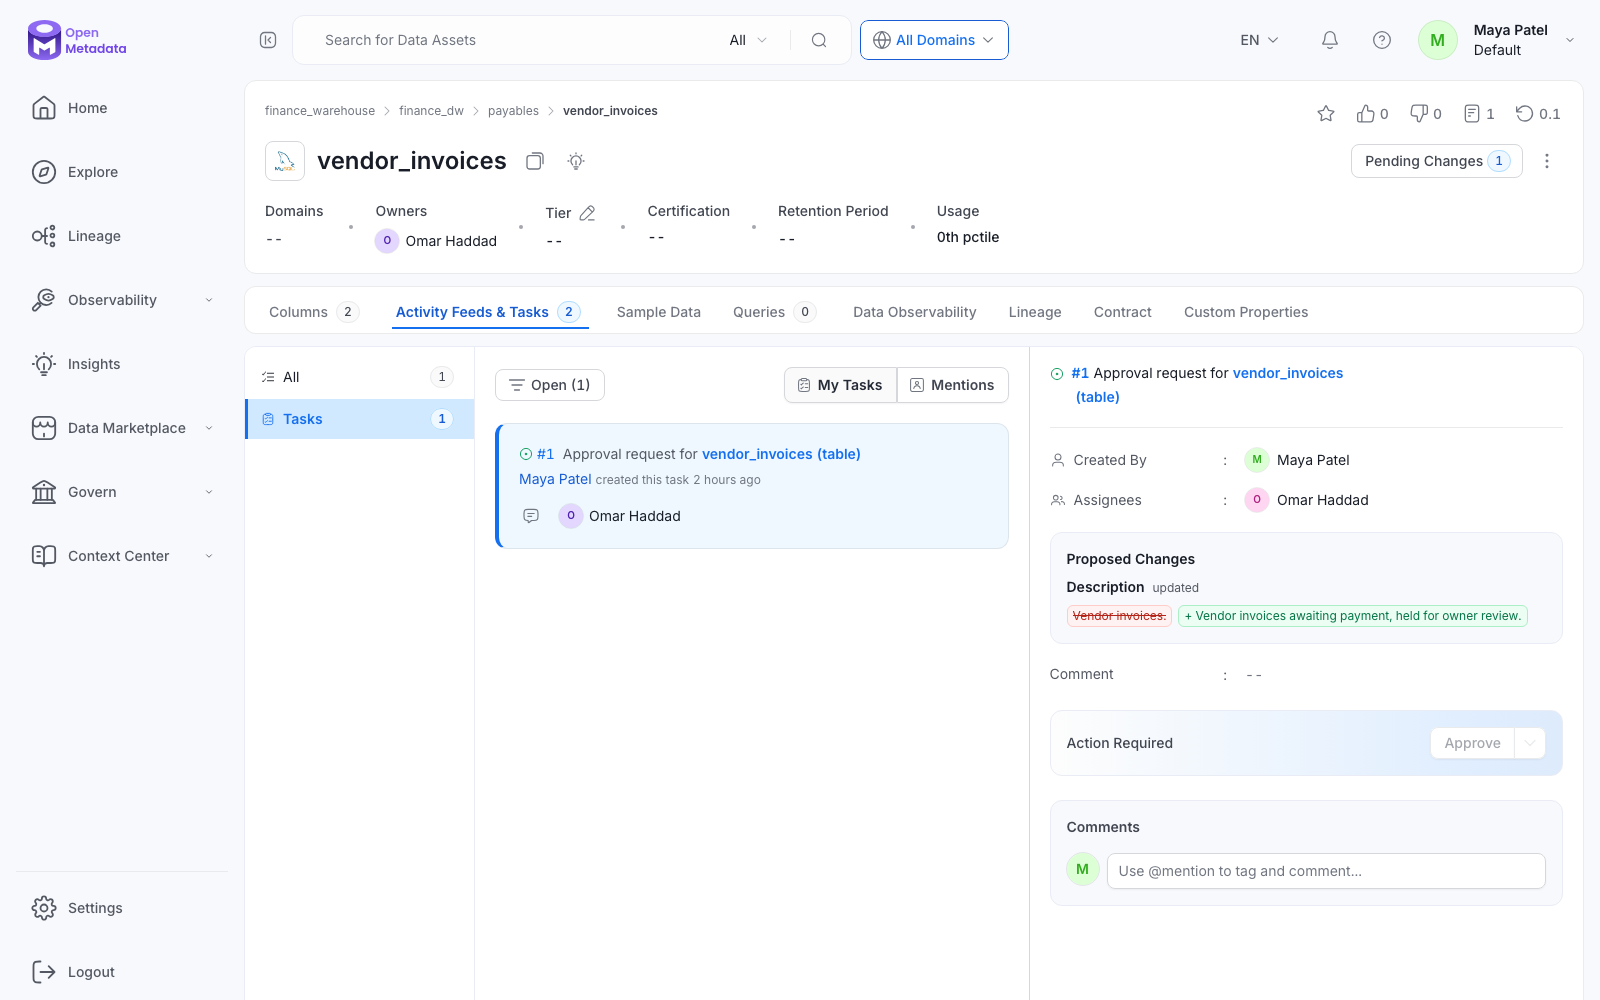 Open
Metadata
Search for Data Assets
All
All Domains
EN
M
Maya Patel
Default
Home
Explore
Lineage
Observability
Insights
Data Marketplace
Govern
Context Center
Settings
Logout
finance_warehouse > finance_dw > payables > vendor_invoices
0
0
1
0.1
MySQL
vendor_invoices
Pending Changes 1
Domains
--
Owners
O Omar Haddad
Tier
--
Certification
--
Retention Period
--
Usage
0th pctile
Columns 2
Activity Feeds & Tasks 2
Sample Data
Queries 0
Data Observability
Lineage
Contract
Custom Properties
All 1
Tasks 1
Open (1)
My Tasks
Mentions
#1 Approval request for vendor_invoices (table)
Maya Patel created this task 2 hours ago
O Omar Haddad
#1 Approval request for vendor_invoices
(table)
Created By : M Maya Patel
Assignees : O Omar Haddad
Proposed Changes
Description updated
Vendor invoices. + Vendor invoices awaiting payment, held for owner review.
Comment : --
Action Required
Approve
Comments
M
Use @mention to tag and comment...